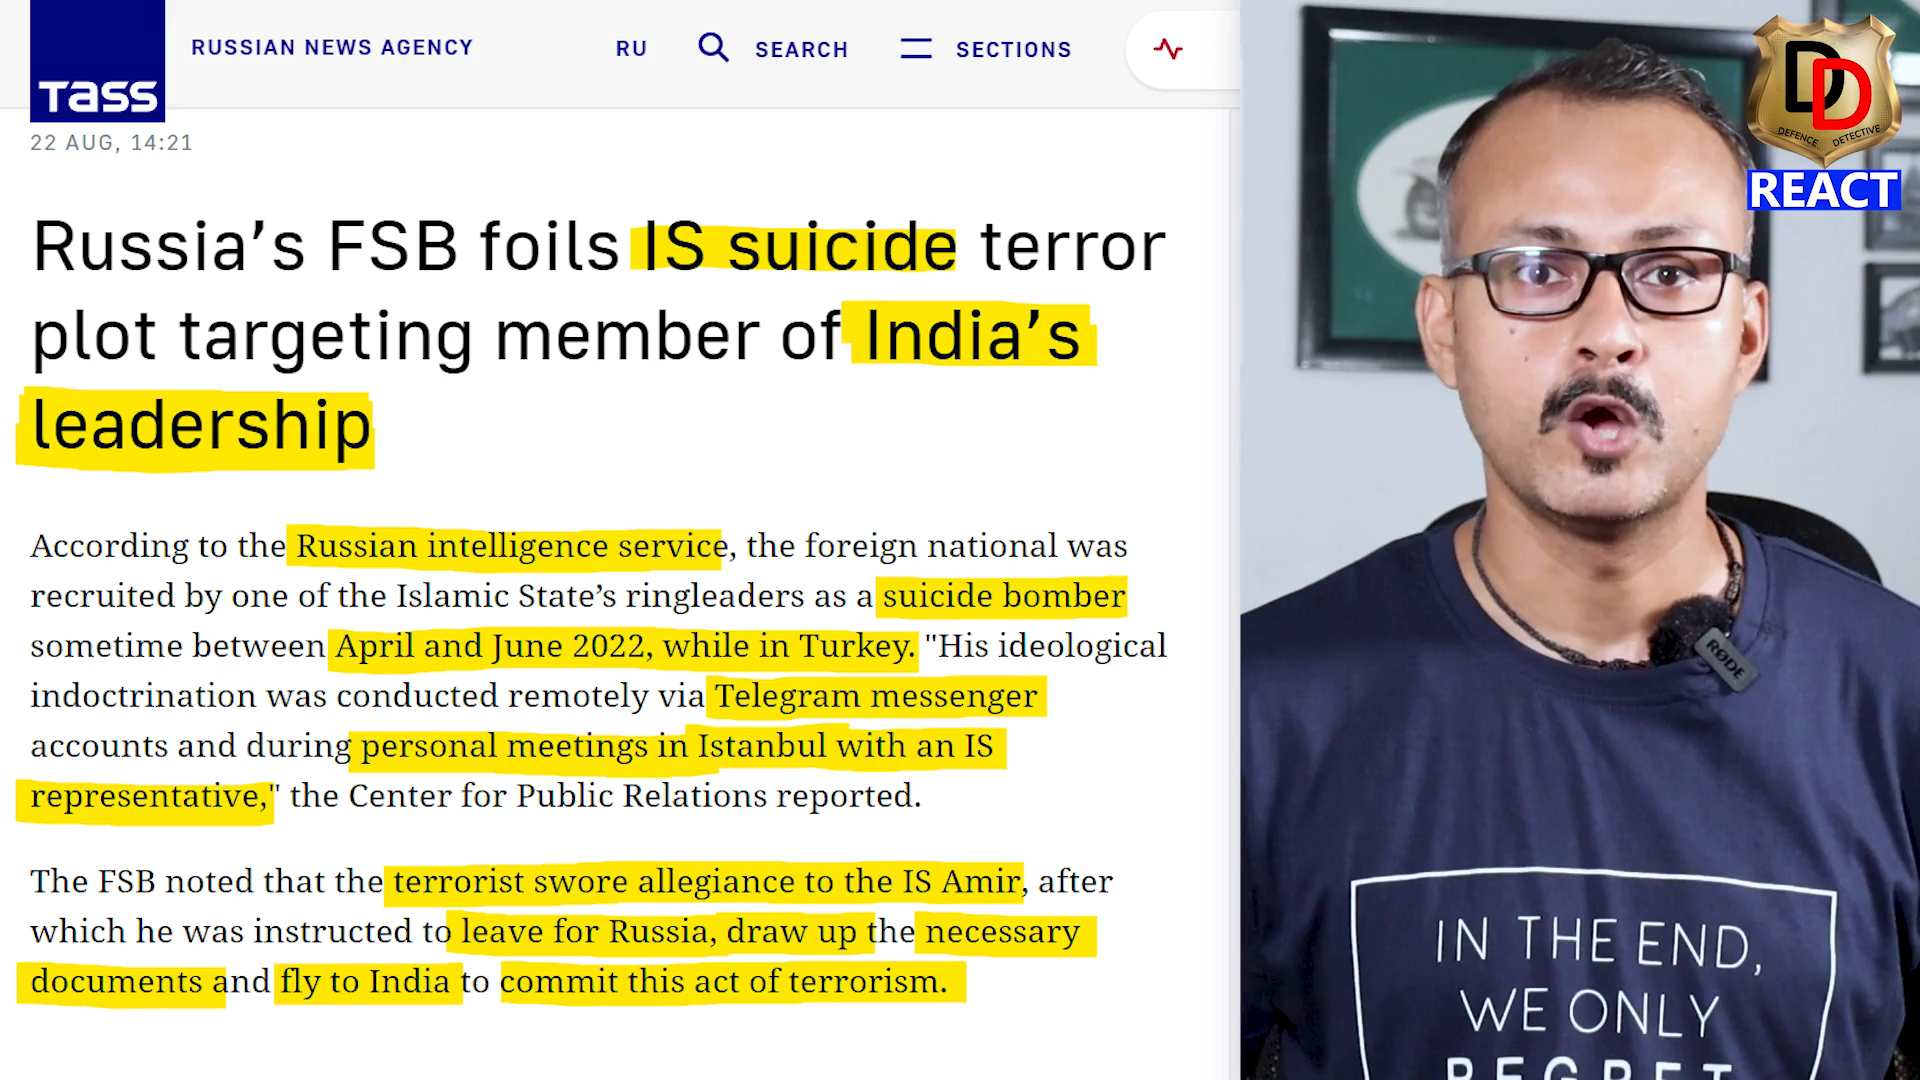 RUSSIAN NEWS AGENCY
RU
SEARCH
SECTIONS
TASS
22 AUG, 14:21
Russia’s FSB foils IS suicide terror
plot targeting member of India’s
leadership
According to the Russian intelligence service, the foreign national was
recruited by one of the Islamic State’s ringleaders as a suicide bomber
sometime between April and June 2022, while in Turkey. "His ideological
indoctrination was conducted remotely via Telegram messenger
accounts and during personal meetings in Istanbul with an IS
representative," the Center for Public Relations reported.
The FSB noted that the terrorist swore allegiance to the IS Amir, after
which he was instructed to leave for Russia, draw up the necessary
documents and fly to India to commit this act of terrorism.
DD
DEFENCE DETECTIVE
REACT
RØDE
IN THE END,
WE ONLY
REGRET